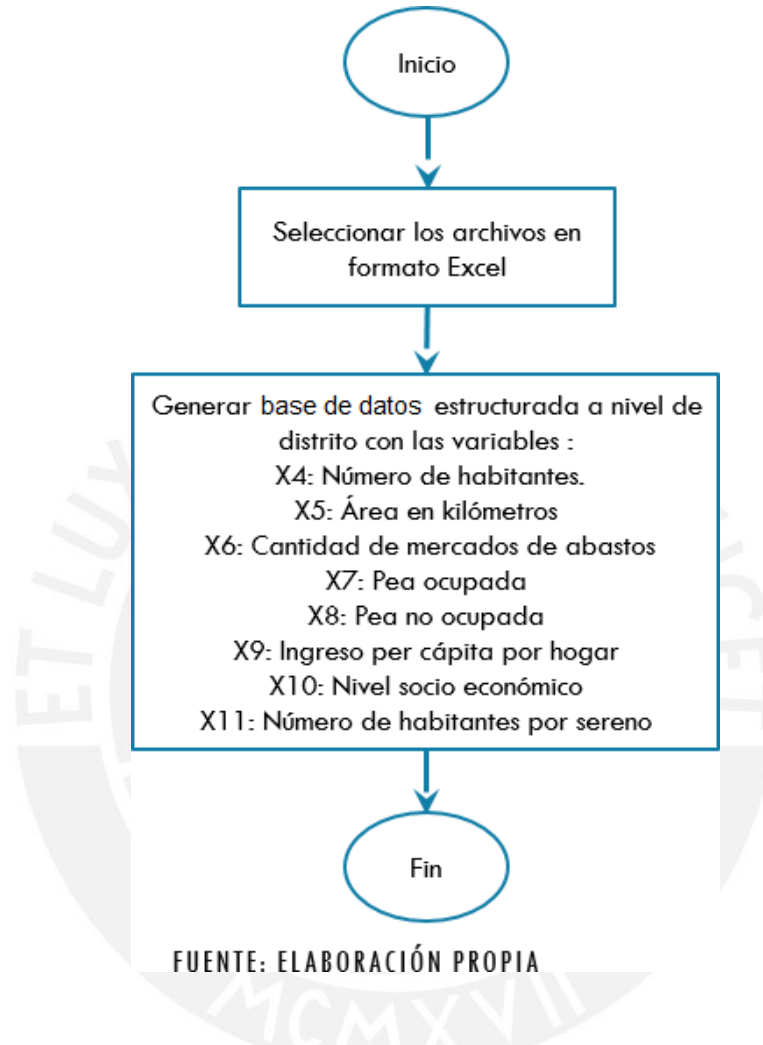 Inicio
Seleccionar los archivos en
formato Excel
Generar base de datos estructurada a nivel de
distrito con las variables :
X4: Número de habitantes.
X5: Área en kilómetros
X6: Cantidad de mercados de abastos
X7: Pea ocupada
X8: Pea no ocupada
X9: Ingreso per cápita por hogar
X10: Nivel socio económico
X11: Número de habitantes por sereno
Fin
FUENTE: ELABORACIÓN PROPIA
ET LUX
MCMXVII